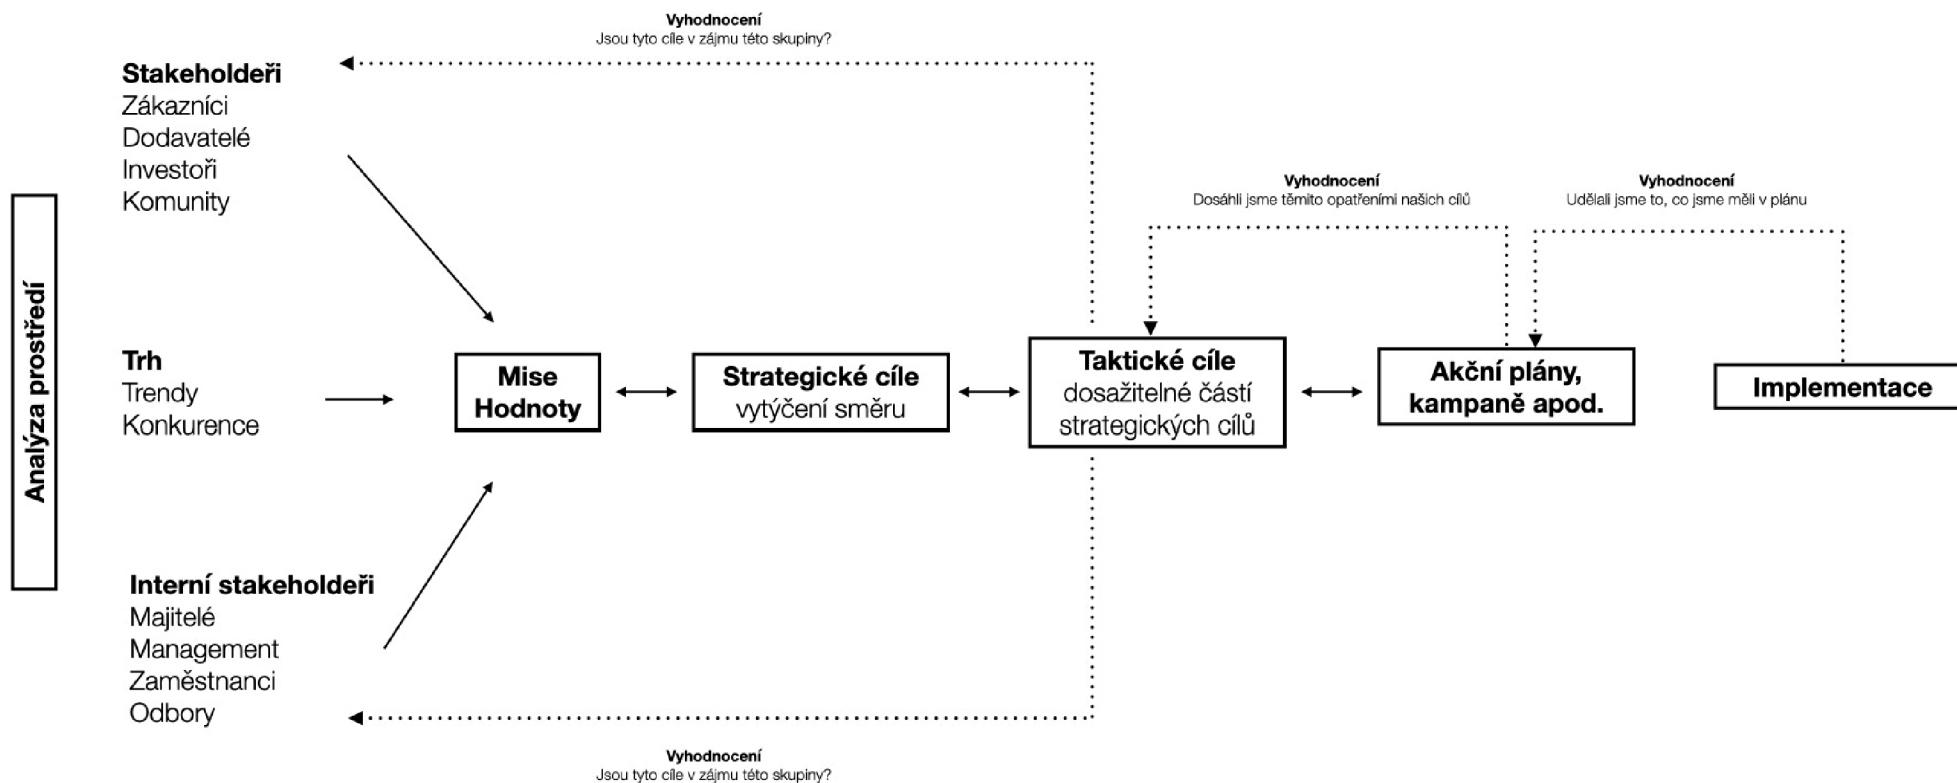 Vyhodnocení
Jsou tyto cíle v zájmu této skupiny?
Stakeholdeři
Zákazníci
Dodavatelé
Investoři
Komunity
Vyhodnocení
Dosáhli jsme těmito opatřeními našich cílů
Vyhodnocení
Udělali jsme to, co jsme měli v plánu
Analýza prostředí
Trh
Trendy
Konkurence
Mise
Hodnoty
Strategické cíle
vytýčení směru
Taktické cíle
dosažitelné částí
strategických cílů
Akční plány,
kampaně apod.
Implementace
Interní stakeholdeři
Majitelé
Management
Zaměstnanci
Odbory
Vyhodnocení
Jsou tyto cíle v zájmu této skupiny?